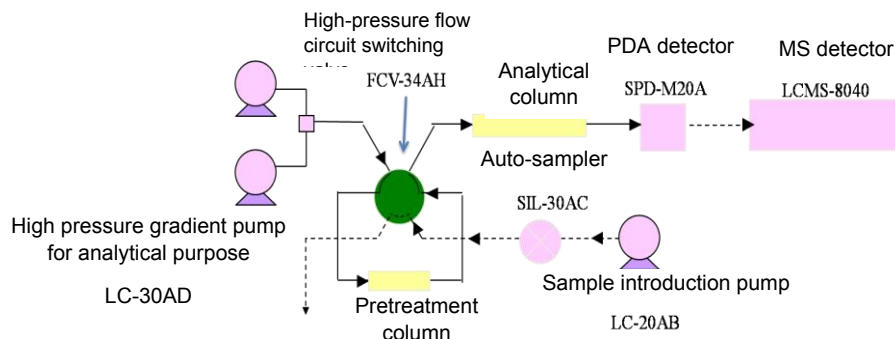 High-pressure flow
circuit switching
FCV-34AH
PDA detector
MS detector
Analytical
column
SPD-M20A
LCMS-8040
Auto-sampler
SIL-30AC
High pressure gradient pump
for analytical purpose
LC-30AD
Pretreatment
column
Sample introduction pump
LC-20AB